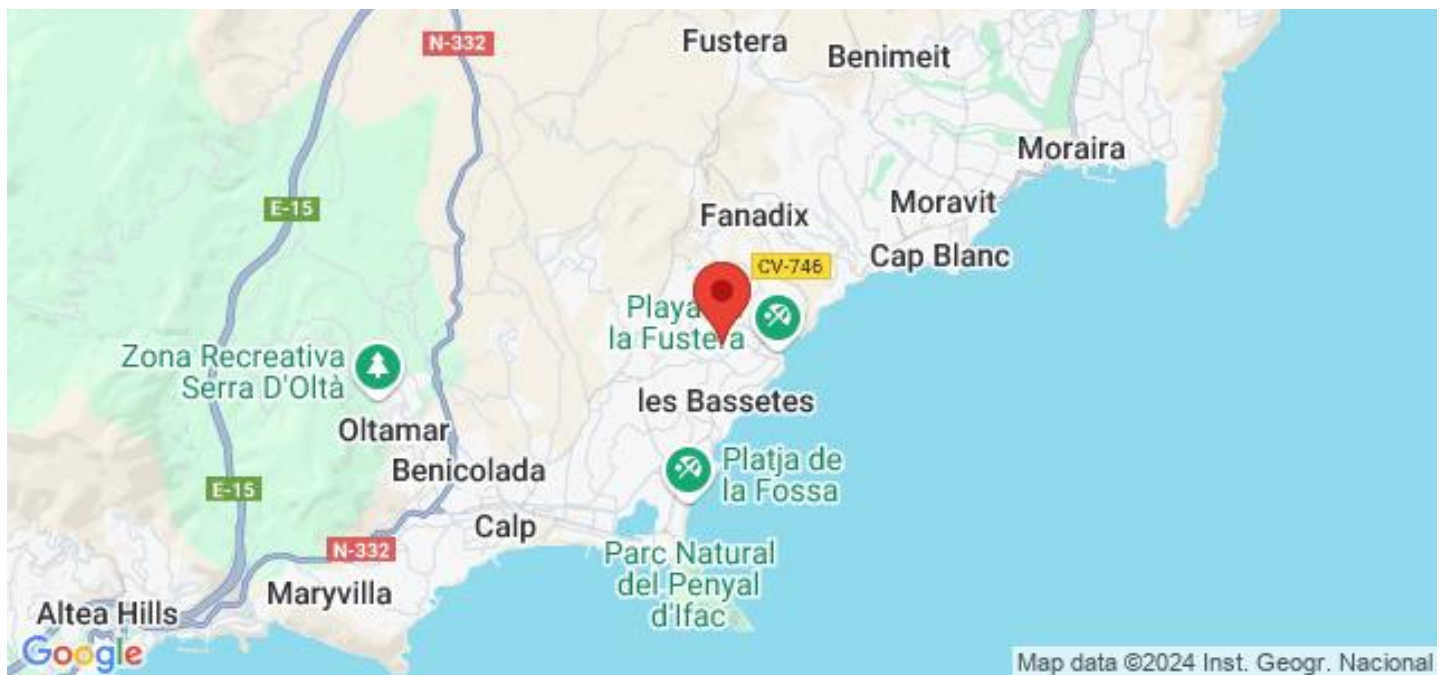 N-332
Fustera
Benimeit
Moraira
E-15
Fanadix
Moravit
Cap Blanc
CV-746
Playa
la Fustera
Zona Recreativa
Serra D'Oltà
les Bassetes
Oltamar
Benicolada
Platja de
la Fossa
E-15
Calp
N-332
Parc Natural
del Penyal
d'Ifac
Maryvilla
Altea Hills
Google
Map data ©2024 Inst. Geogr. Nacional